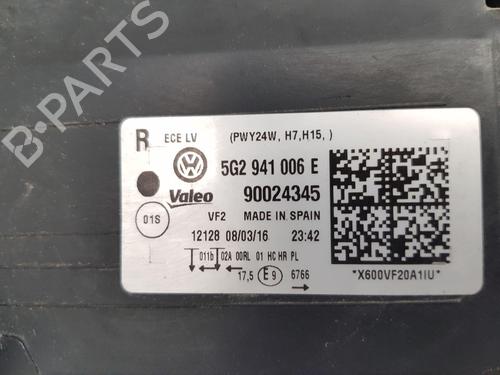 R ECE LV (PWY24W, H7,H15, )
5G2 941 006 E
Valeo 90024345
01S VF2 MADE IN SPAIN
12128 08/03/16 23:42
011b 02A 00RL 01 HC HR PL
17,5 E9 6766
*X600VF20A1IU*
B-PARTS